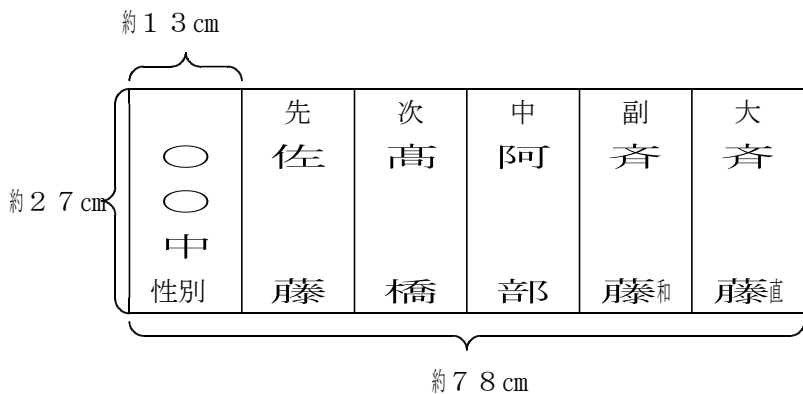 約１３㎝
先 次 中 副 大
○ 佐 髙 阿 斉 斉
約２７㎝ ○
中
性別 藤 橋 部 藤和 藤直
約７８㎝